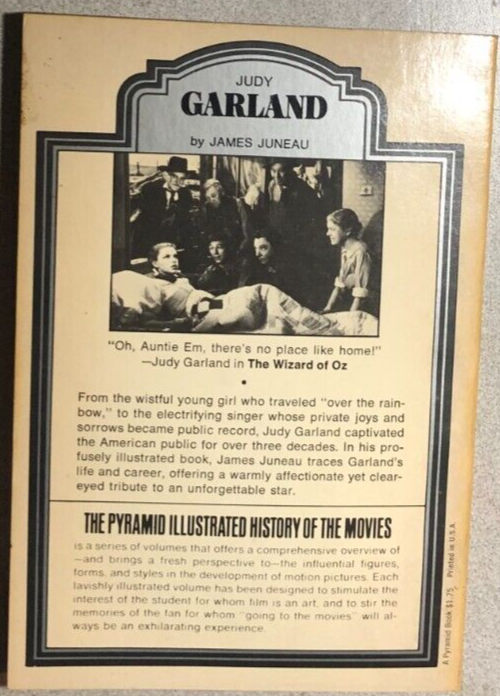 JUDY
GARLAND
by JAMES JUNEAU
"Oh, Auntie Em, there's no place like home!"
—Judy Garland in The Wizard of Oz
•
From the wistful young girl who traveled "over the rain-
bow," to the electrifying singer whose private joys and
sorrows became public record, Judy Garland captivated
the American public for over three decades. In his pro-
fusely illustrated book, James Juneau traces Garland's
life and career, offering a warmly affectionate yet clear-
eyed tribute to an unforgettable star.
THE PYRAMID ILLUSTRATED HISTORY OF THE MOVIES
is a series of volumes that offers a comprehensive overview of
—and brings a fresh perspective to—the influential figures,
forms, and styles in the development of motion pictures. Each
lavishly illustrated volume has been designed to stimulate the
interest of the student for whom film is an art, and to stir the
memories of the fan for whom "going to the movies" will al-
ways be an exhilarating experience.
A Pyramid Book $1.75 Printed in U.S.A.